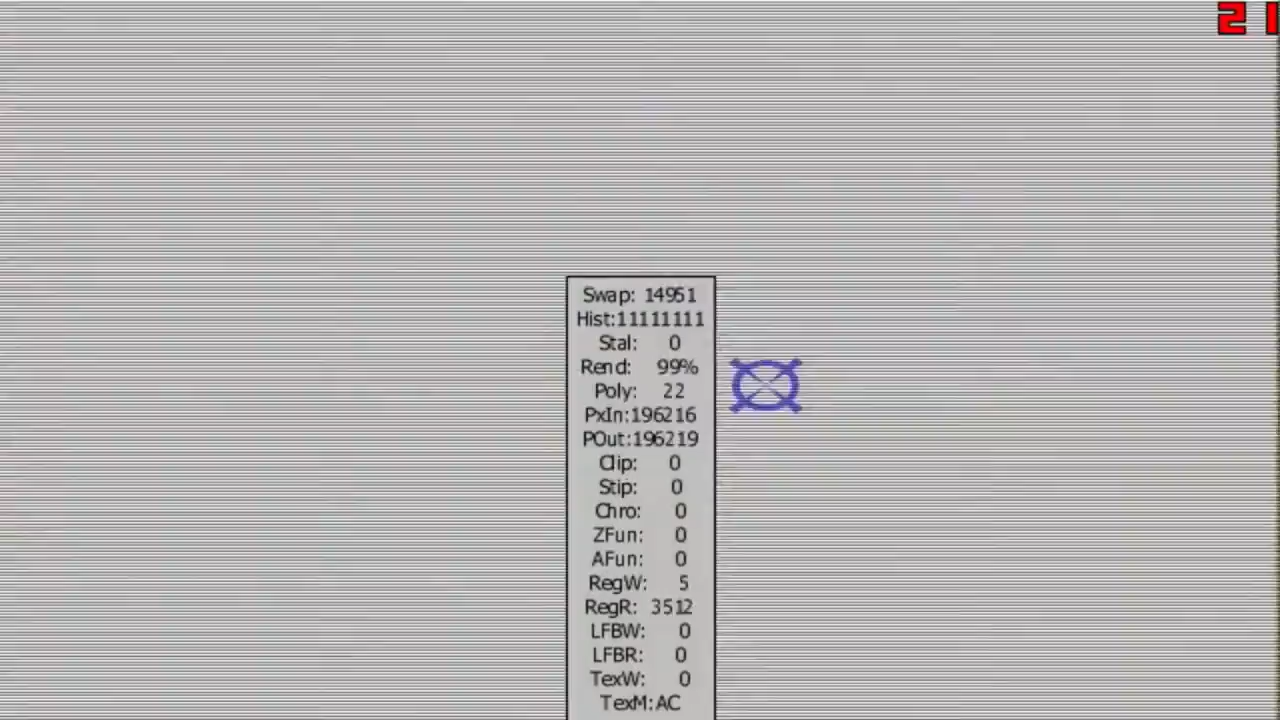 21
Swap: 14951
Hist:11111111
Stal: 0
Rend: 99%
Poly: 22
PxIn:196216
POut:196219
Clip: 0
Stip: 0
Chro: 0
ZFun: 0
AFun: 0
RegW: 5
RegR: 3512
LFBW: 0
LFBR: 0
TexW: 0
TexM:AC